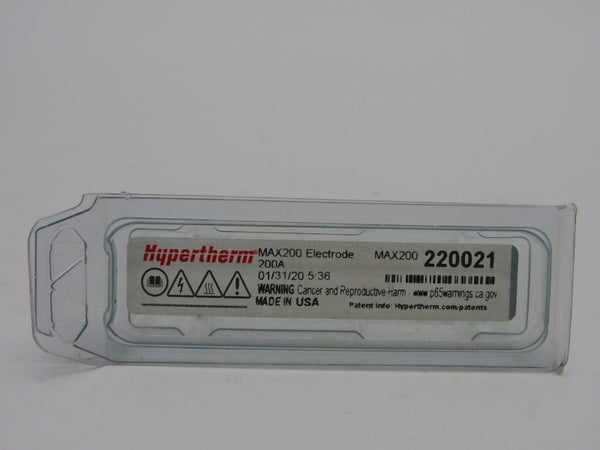 Hypertherm® MAX200 Electrode MAX200 220021
200A
01/31/20 5:36
WARNING Cancer and Reproductive Harm - www.p65warnings.ca.gov
MADE IN USA
Patent Info: Hypertherm.com/patents